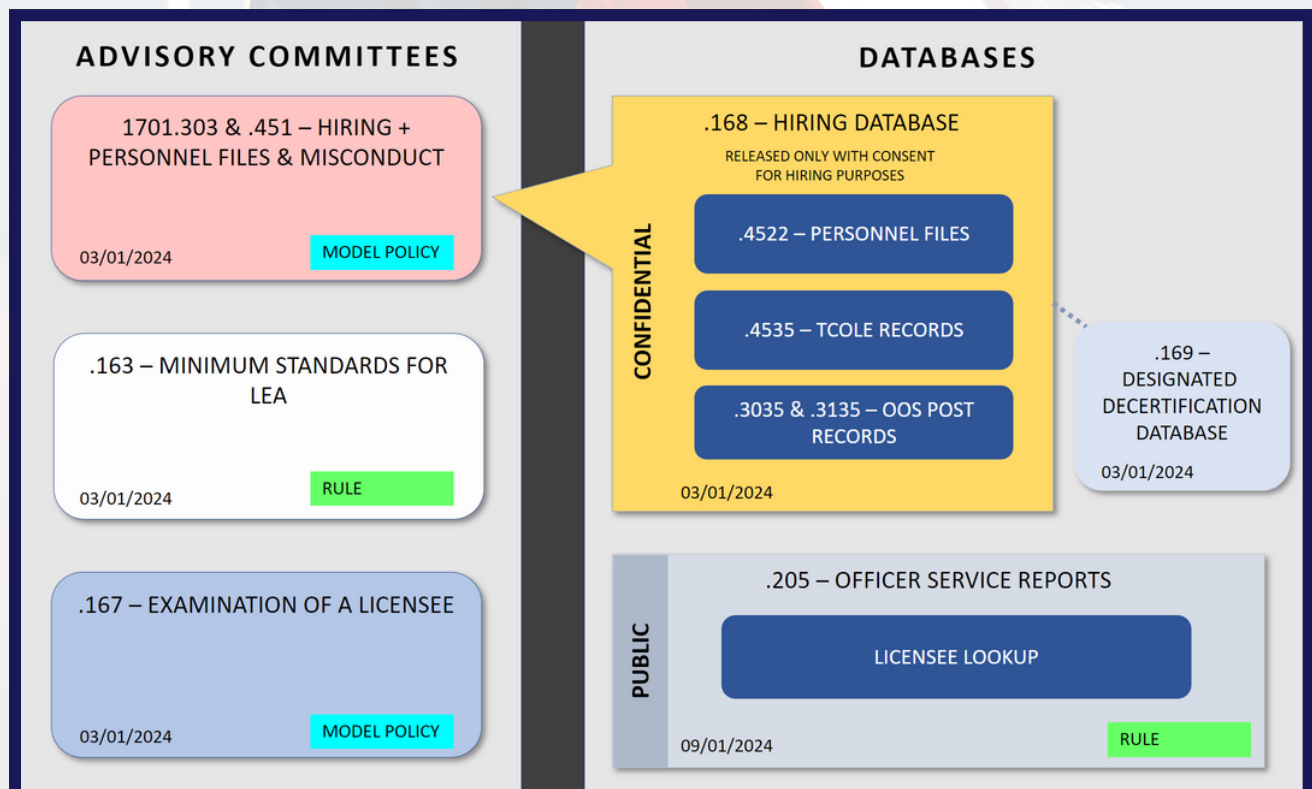 ADVISORY COMMITTEES
1701.303 & .451 – HIRING +
PERSONNEL FILES & MISCONDUCT
03/01/2024
MODEL POLICY
.163 – MINIMUM STANDARDS FOR
LEA
03/01/2024
RULE
.167 – EXAMINATION OF A LICENSEE
03/01/2024
MODEL POLICY
DATABASES
.168 – HIRING DATABASE
RELEASED ONLY WITH CONSENT
FOR HIRING PURPOSES
CONFIDENTIAL
.4522 – PERSONNEL FILES
.4535 – TCOLE RECORDS
.3035 & .3135 – OOS POST
RECORDS
03/01/2024
.169 –
DESIGNATED
DECERTIFICATION
DATABASE
03/01/2024
PUBLIC
.205 – OFFICER SERVICE REPORTS
LICENSEE LOOKUP
09/01/2024
RULE